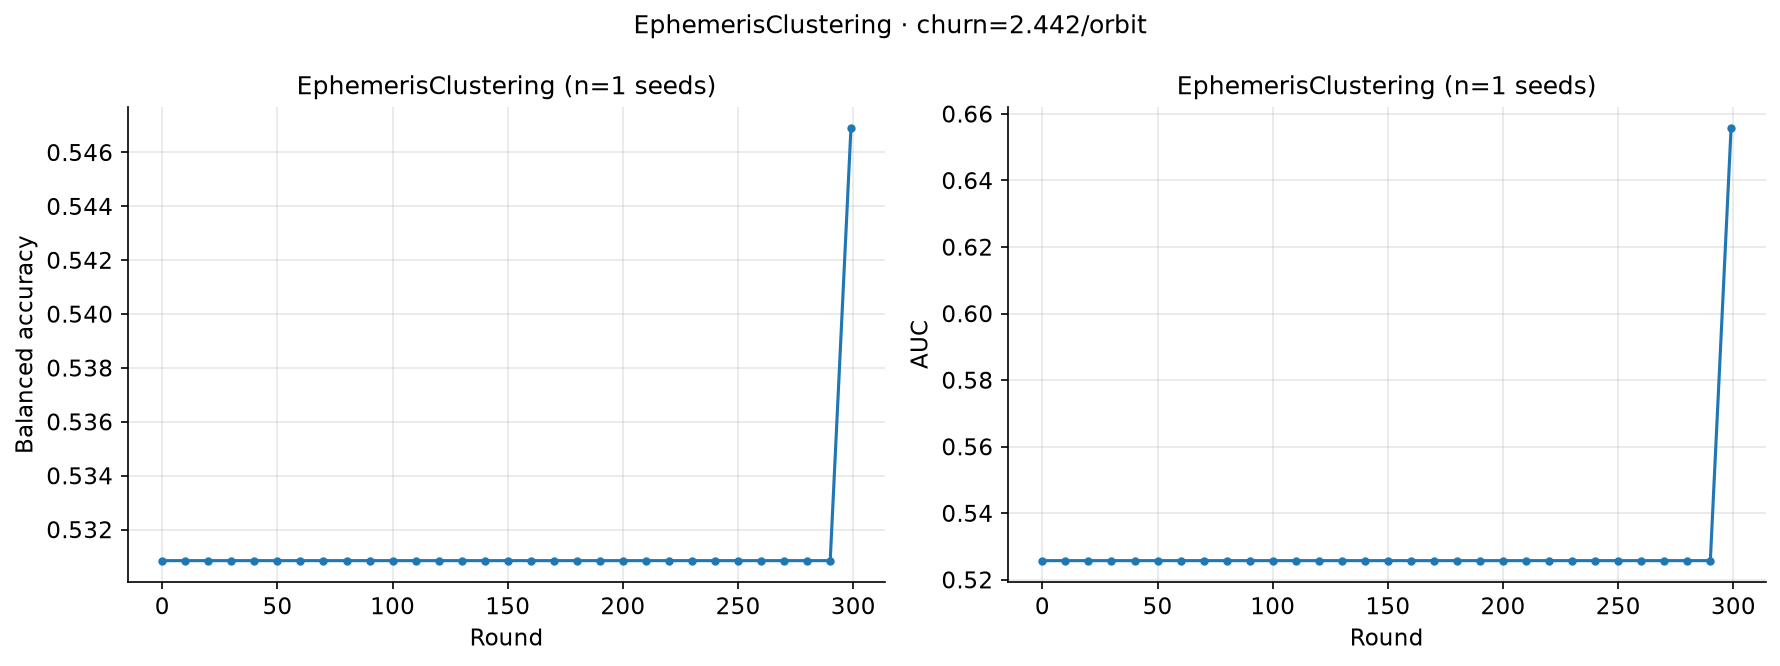 EphemerisClustering · churn=2.442/orbit
EphemerisClustering (n=1 seeds)
Balanced accuracy
0.546
0.544
0.542
0.540
0.538
0.536
0.534
0.532
0 50 100 150 200 250 300
Round
EphemerisClustering (n=1 seeds)
AUC
0.66
0.64
0.62
0.60
0.58
0.56
0.54
0.52
0 50 100 150 200 250 300
Round